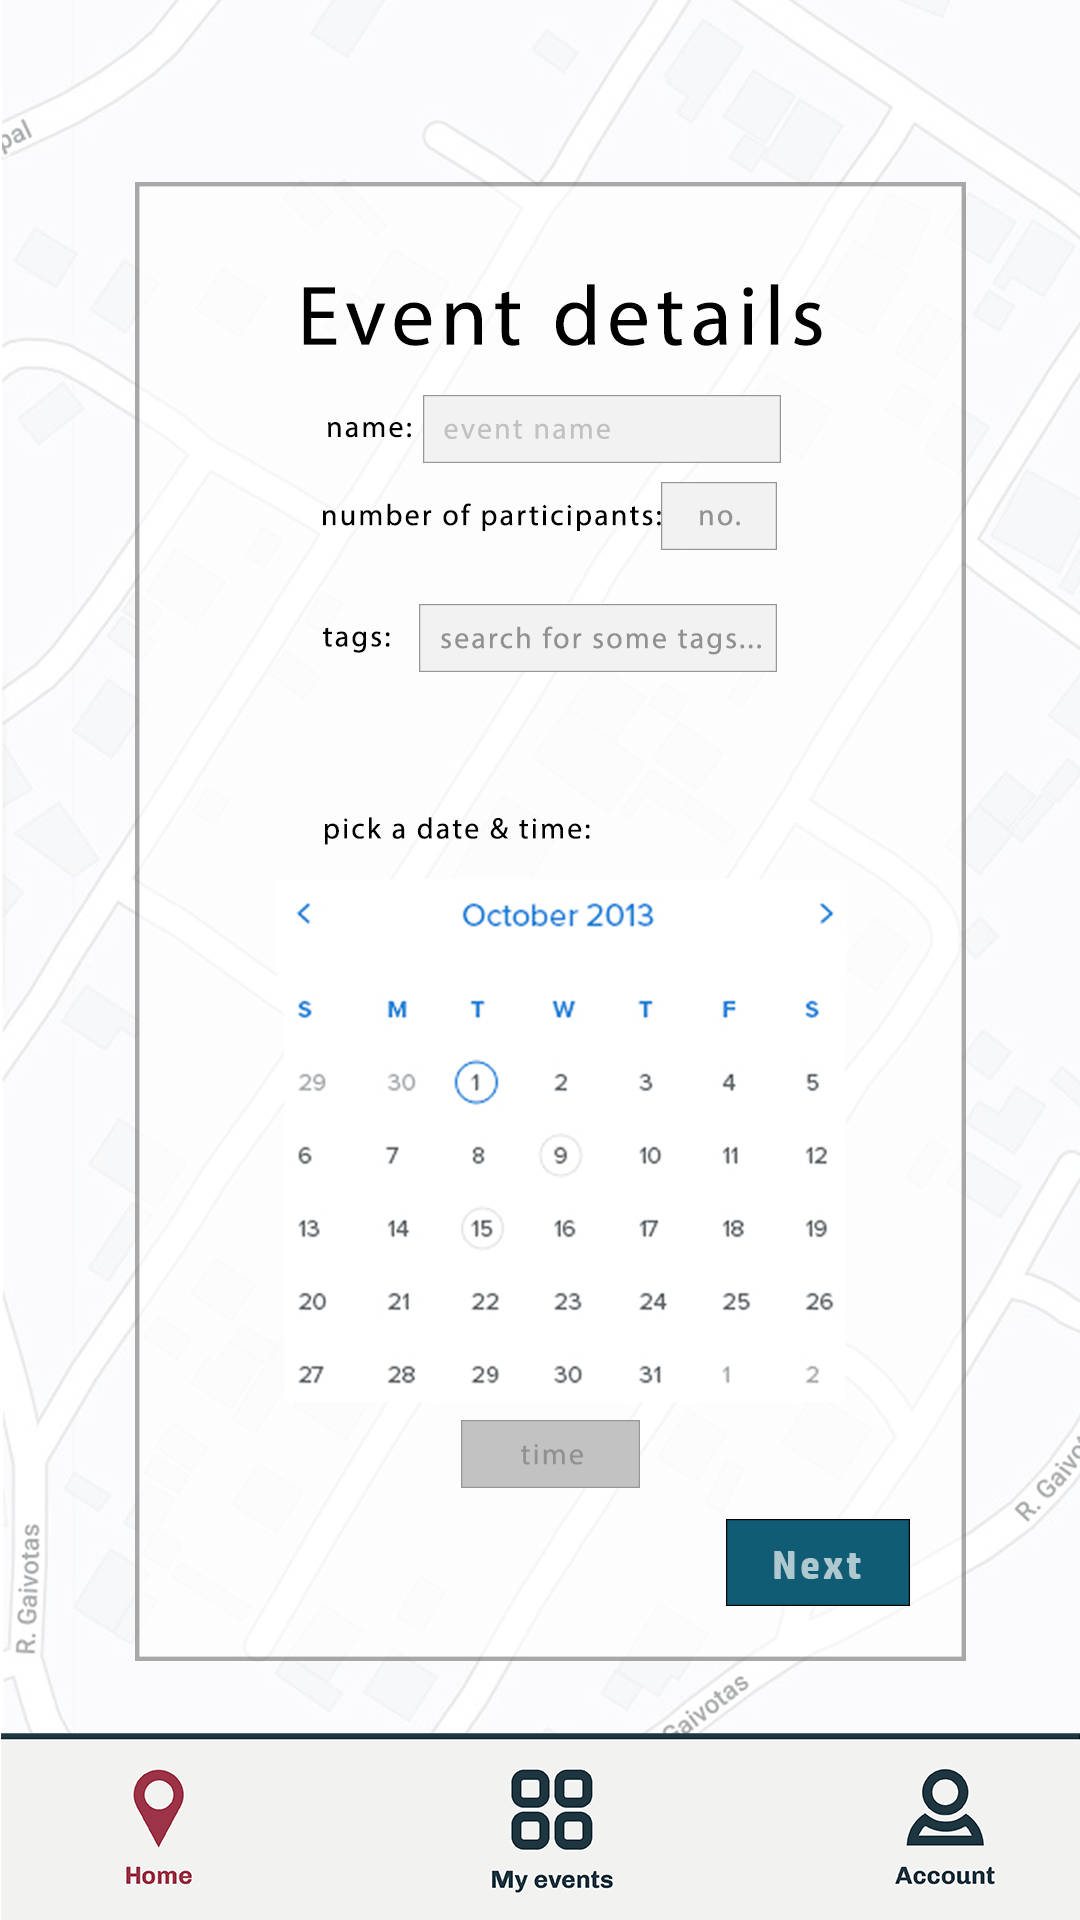 pal
Event details
name: event name
number of participants: no.
tags: search for some tags...
pick a date & time:
< October 2013 >
S M T W T F S
29 30 1 2 3 4 5
6 7 8 9 10 11 12
13 14 15 16 17 18 19
20 21 22 23 24 25 26
27 28 29 30 31 1 2
time
Next
R. Gaivotas
R. Gaivotas
Gaivotas
Home My events Account